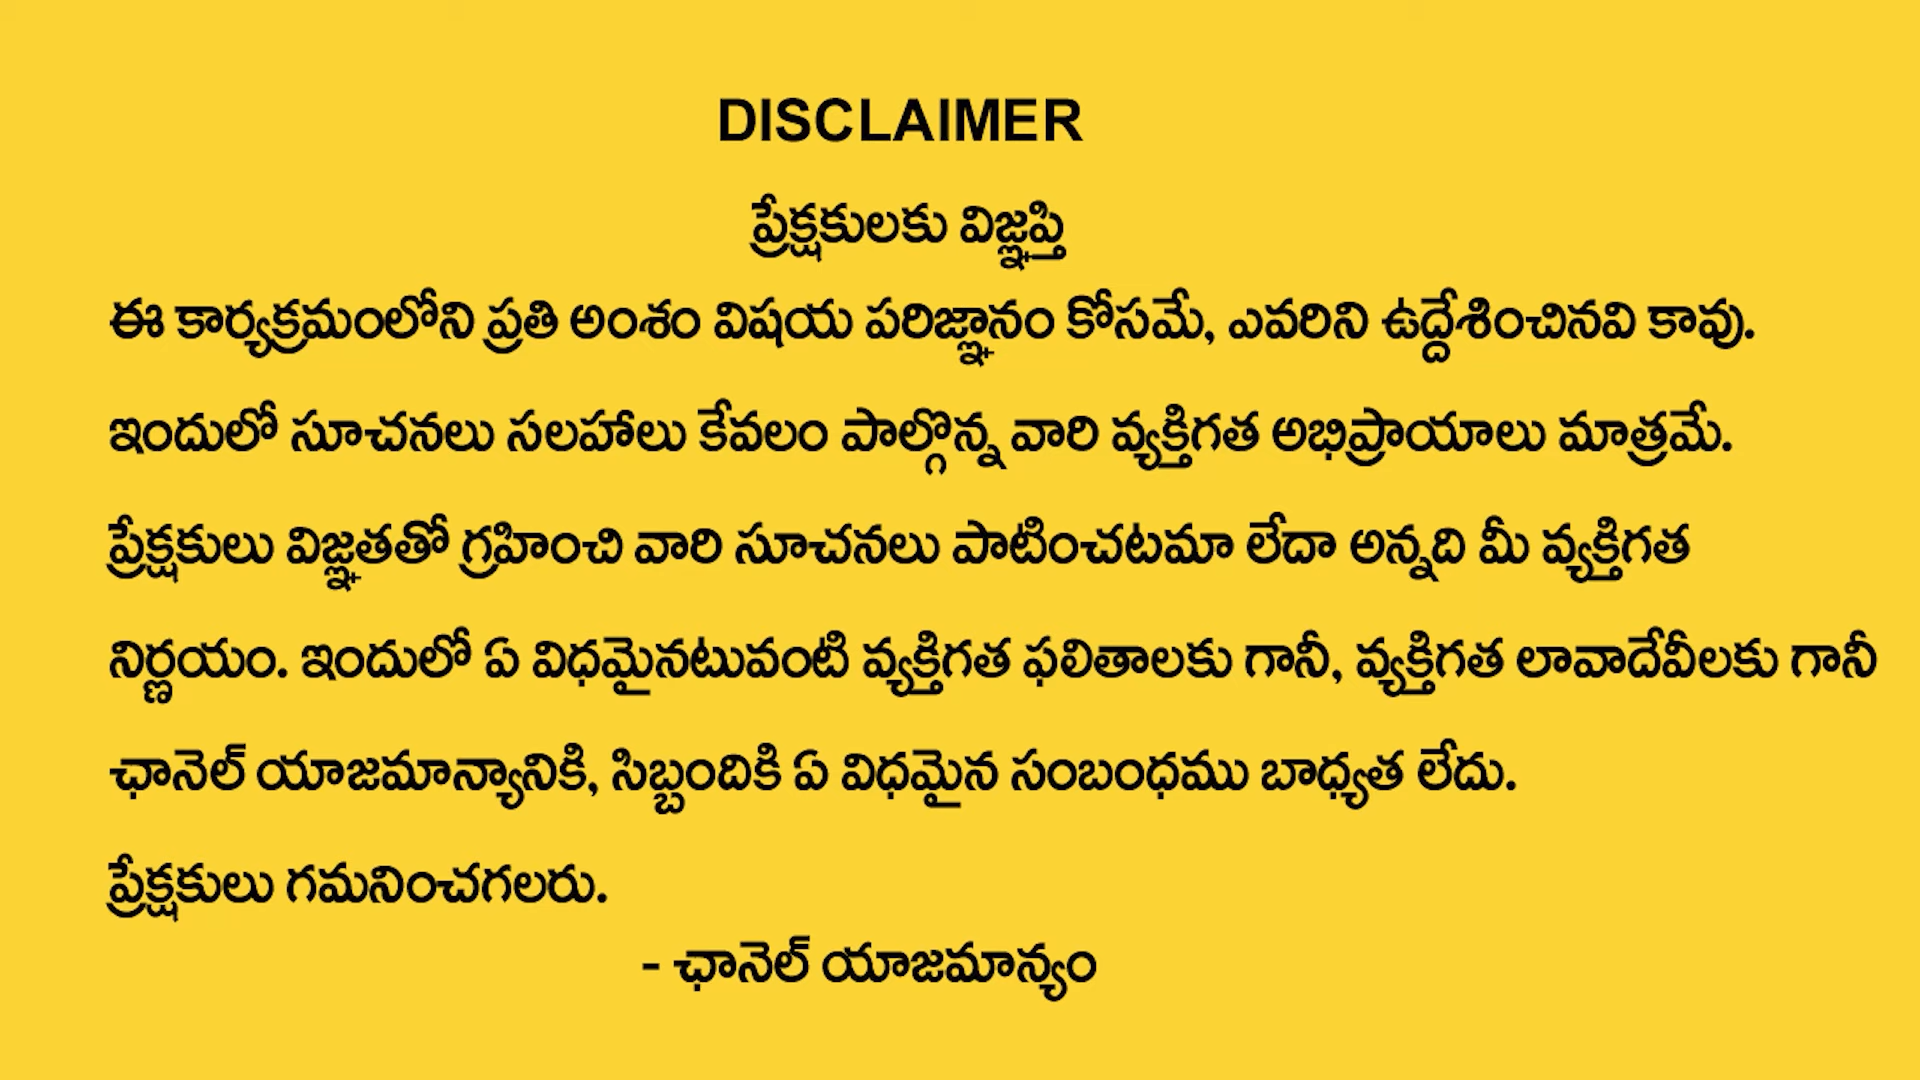 DISCLAIMER
ప్రేక్షకులకు విజ్ఞప్తి
ఈ కార్యక్రమంలోని ప్రతి అంశం విషయ పరిజ్ఞానం కోసమే, ఎవరిని ఉద్దేశించినవి కావు.
ఇందులో సూచనలు సలహాలు కేవలం పాల్గొన్న వారి వ్యక్తిగత అభిప్రాయాలు మాత్రమే.
ప్రేక్షకులు విజ్ఞతతో గ్రహించి వారి సూచనలు పాటించటమా లేదా అన్నది మీ వ్యక్తిగత
నిర్ణయం. ఇందులో ఏ విధమైనటువంటి వ్యక్తిగత ఫలితాలకు గానీ, వ్యక్తిగత లావాదేవీలకు గానీ
ఛానెల్ యాజమాన్యానికి, సిబ్బందికి ఏ విధమైన సంబంధము బాధ్యత లేదు.
ప్రేక్షకులు గమనించగలరు.
- ఛానెల్ యాజమాన్యం